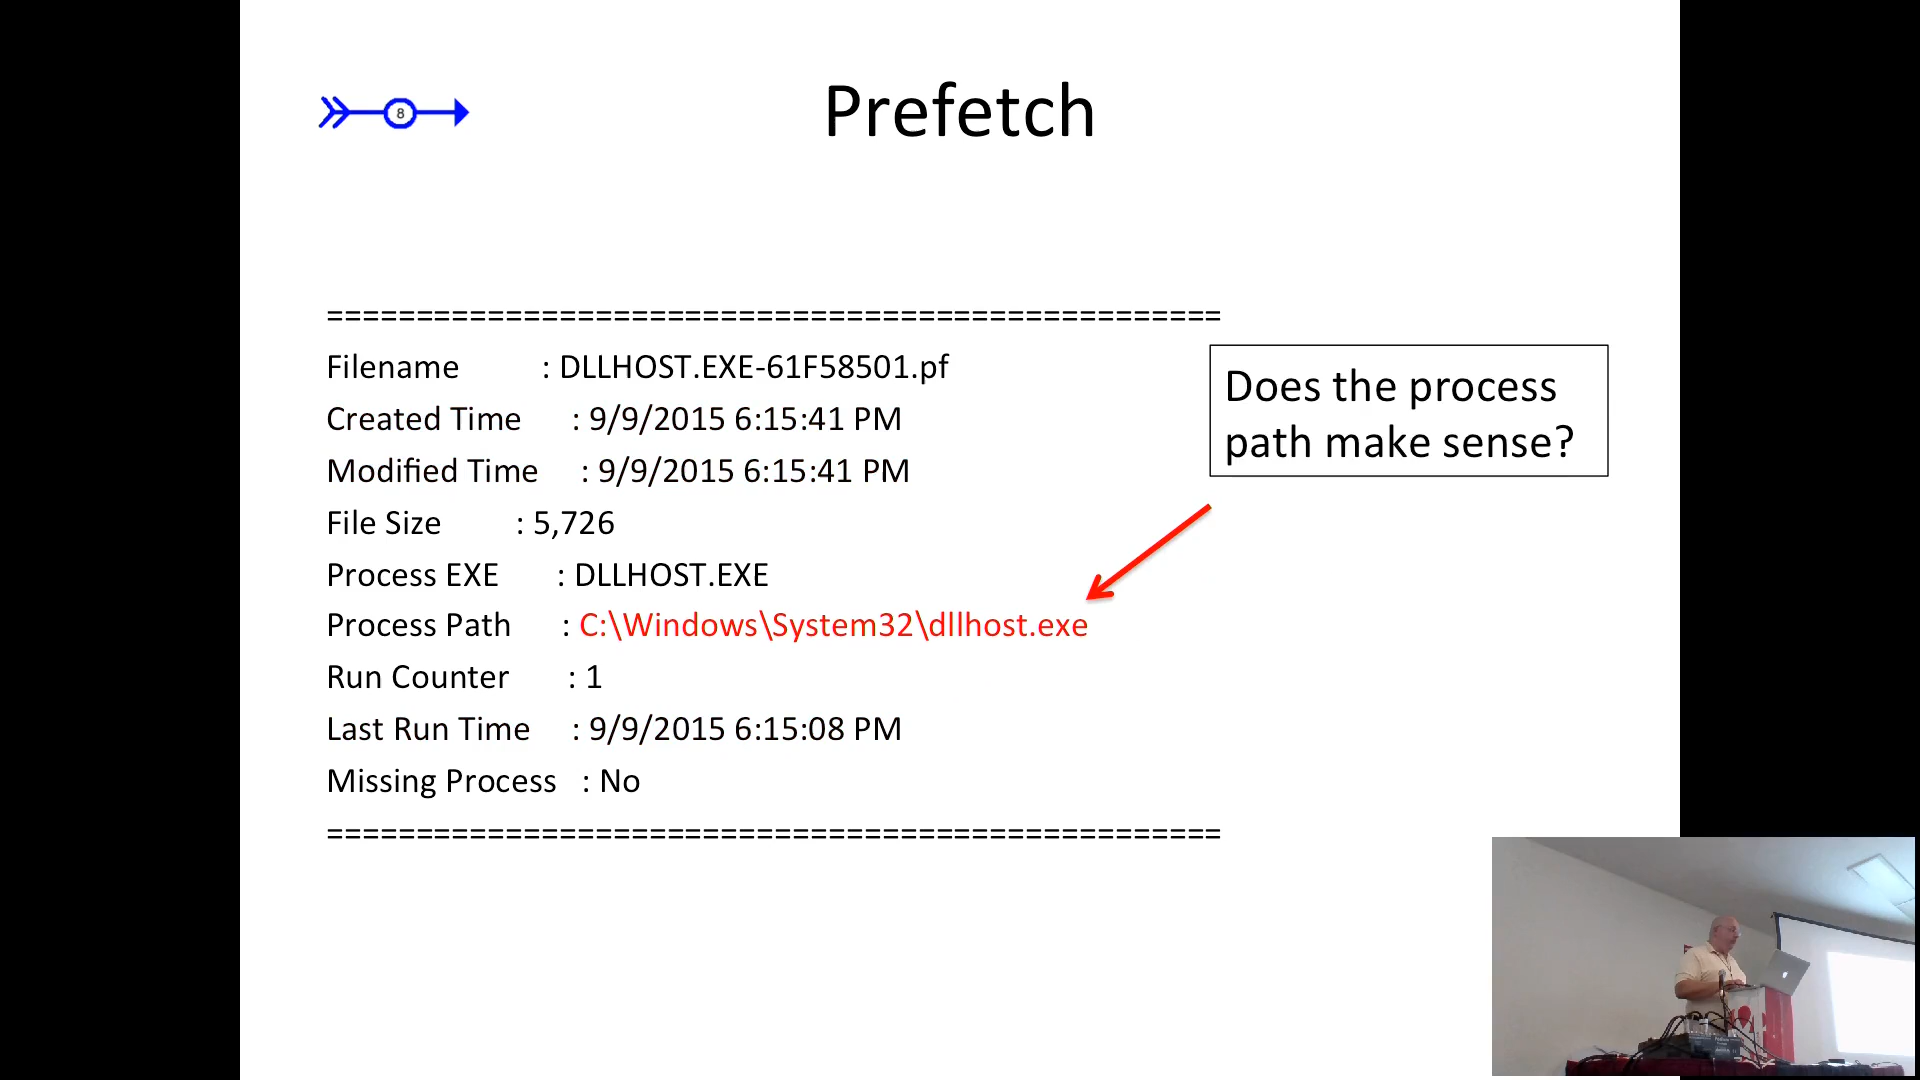 8
Prefetch
==================================================
Filename : DLLHOST.EXE-61F58501.pf
Created Time : 9/9/2015 6:15:41 PM
Modified Time : 9/9/2015 6:15:41 PM
File Size : 5,726
Process EXE : DLLHOST.EXE
Process Path : C:\Windows\System32\dllhost.exe
Run Counter : 1
Last Run Time : 9/9/2015 6:15:08 PM
Missing Process : No
==================================================
Does the process
path make sense?